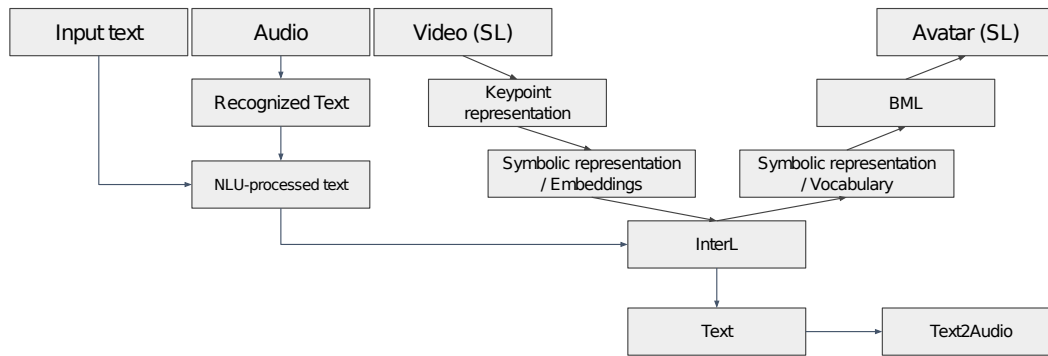 Input text
Audio
Video (SL)
Avatar (SL)
Recognized Text
Keypoint
representation
BML
NLU-processed text
Symbolic representation
/ Embeddings
Symbolic representation
/ Vocabulary
InterL
Text
Text2Audio